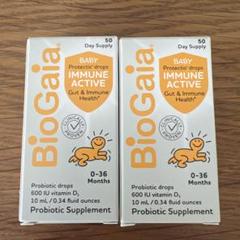 50
Day Supply
BioGaia
BABY
Protectis® drops
IMMUNE
ACTIVE
Gut & Immune
Health*
0-36
Months
Probiotic drops
600 IU vitamin D₃
10 mL / 0.34 fluid ounces
Probiotic Supplement
50
Day Supply
BioGaia
BABY
Protectis® drops
IMMUNE
ACTIVE
Gut & Immune
Health*
0-36
Months
Probiotic drops
600 IU vitamin D₃
10 mL / 0.34 fluid ounces
Probiotic Supplement